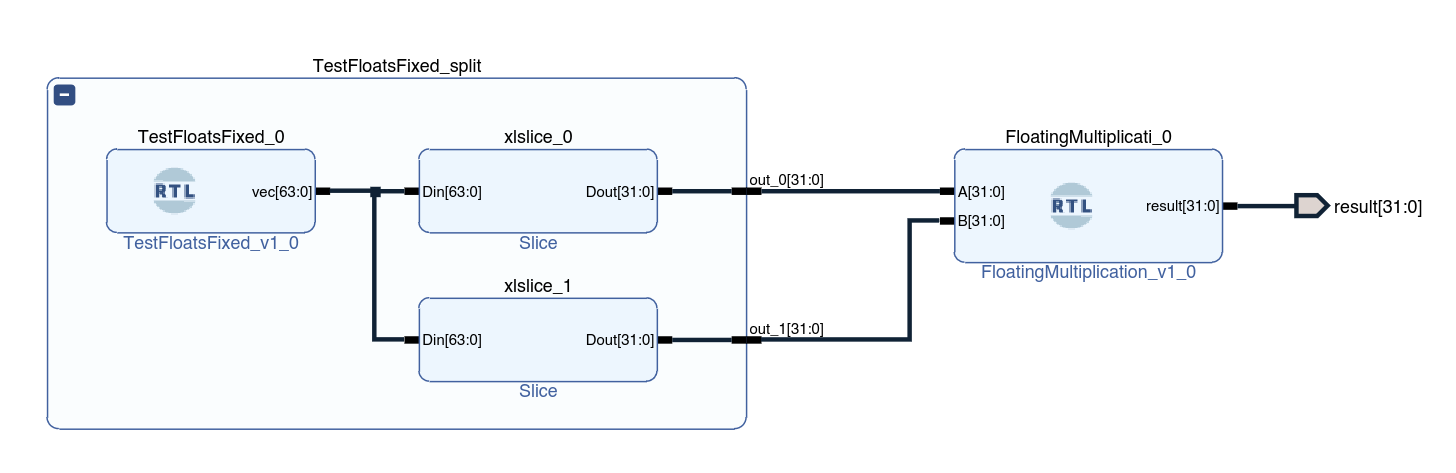 TestFloatsFixed_split
TestFloatsFixed_0
RTL
vec[63:0]
TestFloatsFixed_v1_0
xlslice_0
Din[63:0]
Dout[31:0]
Slice
xlslice_1
Din[63:0]
Dout[31:0]
Slice
out_0[31:0]
out_1[31:0]
FloatingMultiplicati_0
A[31:0]
B[31:0]
RTL
result[31:0]
FloatingMultiplication_v1_0
result[31:0]